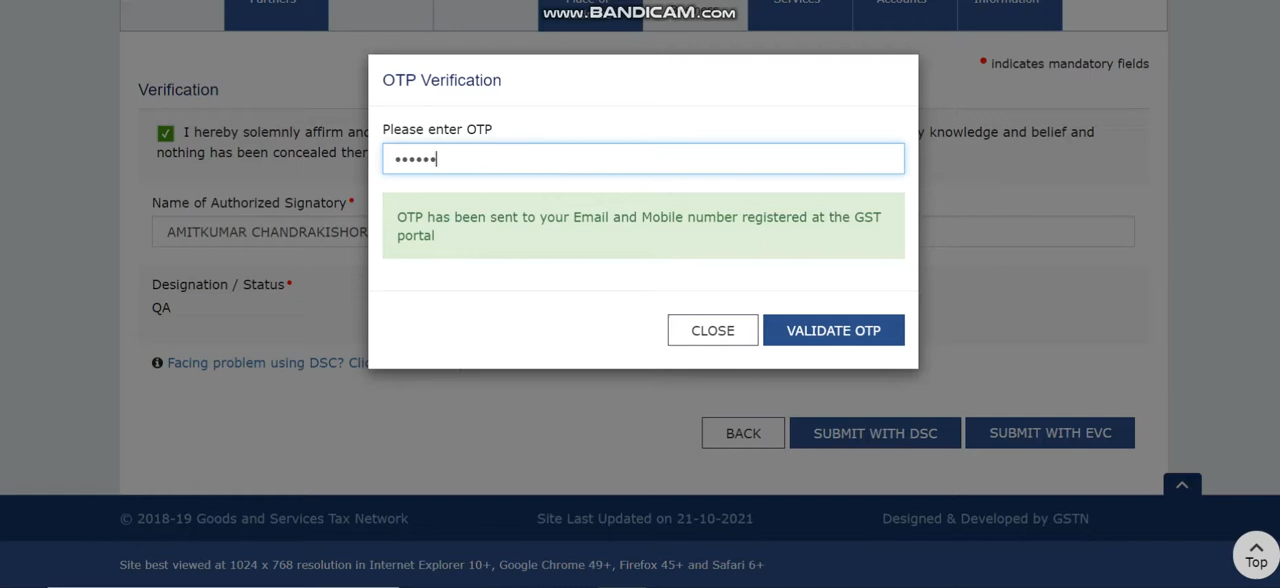 Partners
Place of
Services
Accounts
Information
www.BANDICAM.com
• indicates mandatory fields
Verification
OTP Verification
I hereby solemnly affirm and
knowledge and belief and
nothing has been concealed
Please enter OTP
••••••
OTP has been sent to your Email and Mobile number registered at the GST
portal
Name of Authorized Signatory•
AMITKUMAR CHANDRAKISHOR
Designation / Status•
QA
CLOSE
VALIDATE OTP
Facing problem using DSC?
BACK
SUBMIT WITH DSC
SUBMIT WITH EVC
© 2018-19 Goods and Services Tax Network
Site Last Updated on 21-10-2021
Designed & Developed by GSTN
Site best viewed at 1024 x 768 resolution in Internet Explorer 10+, Google Chrome 49+, Firefox 45+ and Safari 6+
Top